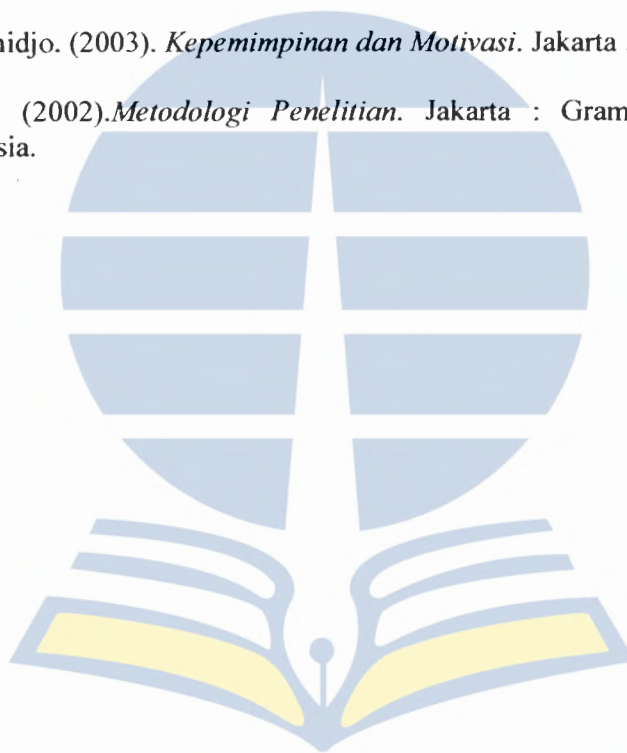 nidjo. (2003). Kepemimpinan dan Motivasi. Jakarta
(2002).Metodologi Penelitian. Jakarta : Gram
sia.